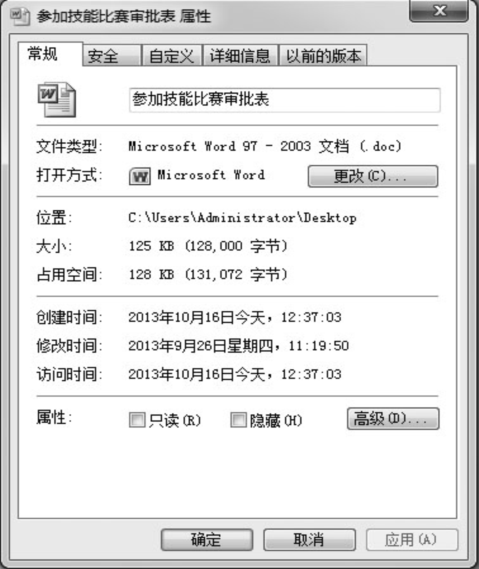 参加技能比赛审批表 属性
常规 安全 自定义 详细信息 以前的版本
参加技能比赛审批表
文件类型: Microsoft Word 97 - 2003 文档 (.doc)
打开方式: Microsoft Word 更改(C)...
位置: C:\Users\Administrator\Desktop
大小: 125 KB (128,000 字节)
占用空间: 128 KB (131,072 字节)
创建时间: 2013年10月16日今天, 12:37:03
修改时间: 2013年9月26日星期四, 11:19:50
访问时间: 2013年10月16日今天, 12:37:03
属性: 只读(R) 隐藏(H) 高级(D)...
确定 取消 应用(A)